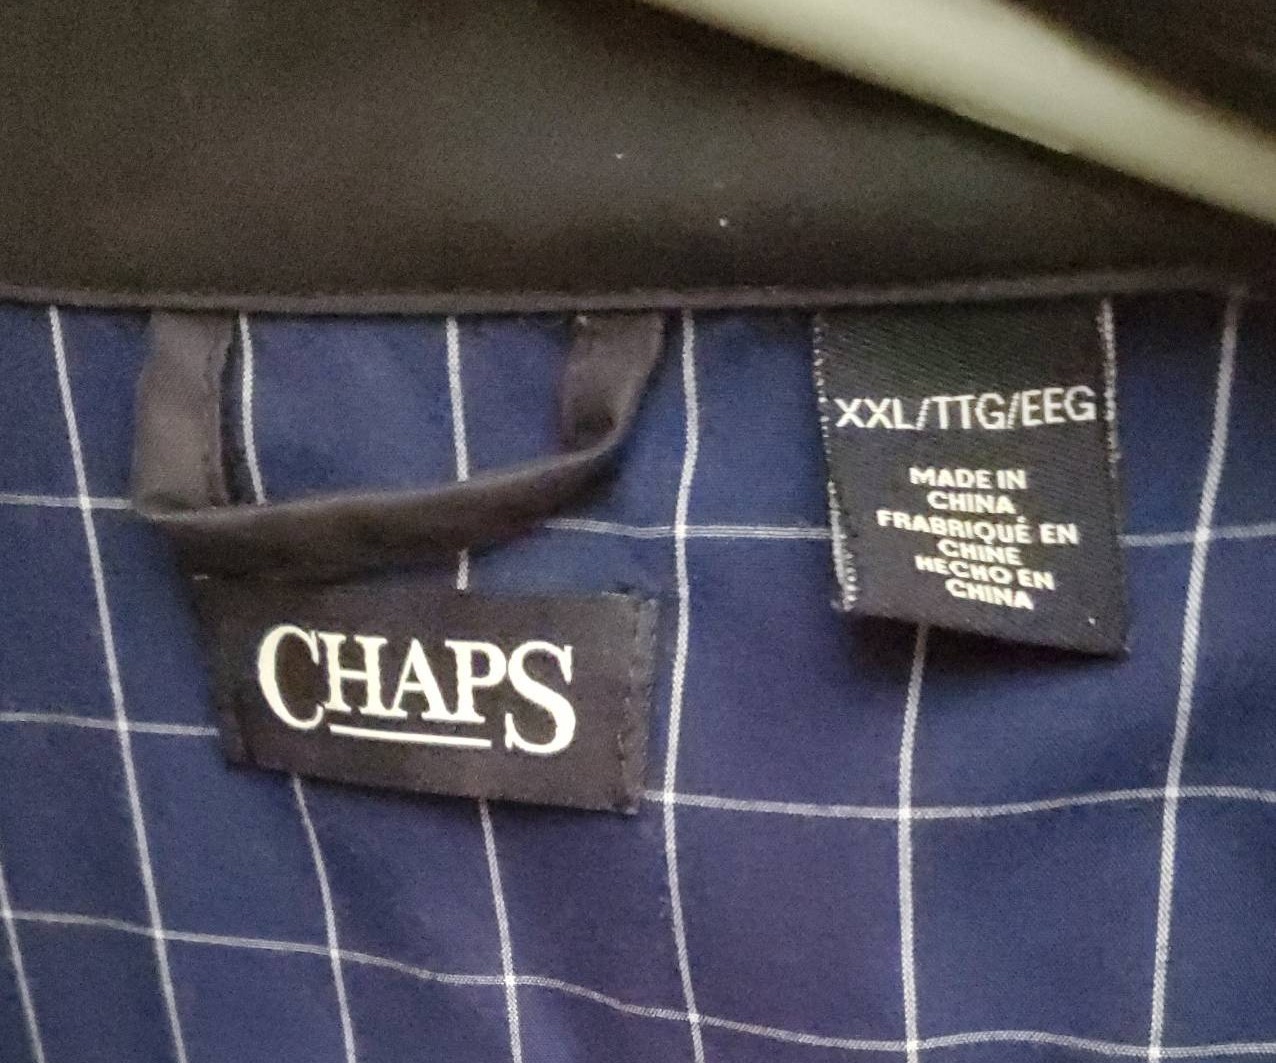 XXL/TTG/EEG
MADE IN
CHINA
FRABRIQUÉ EN
CHINE
HECHO EN
CHINA
CHAPS